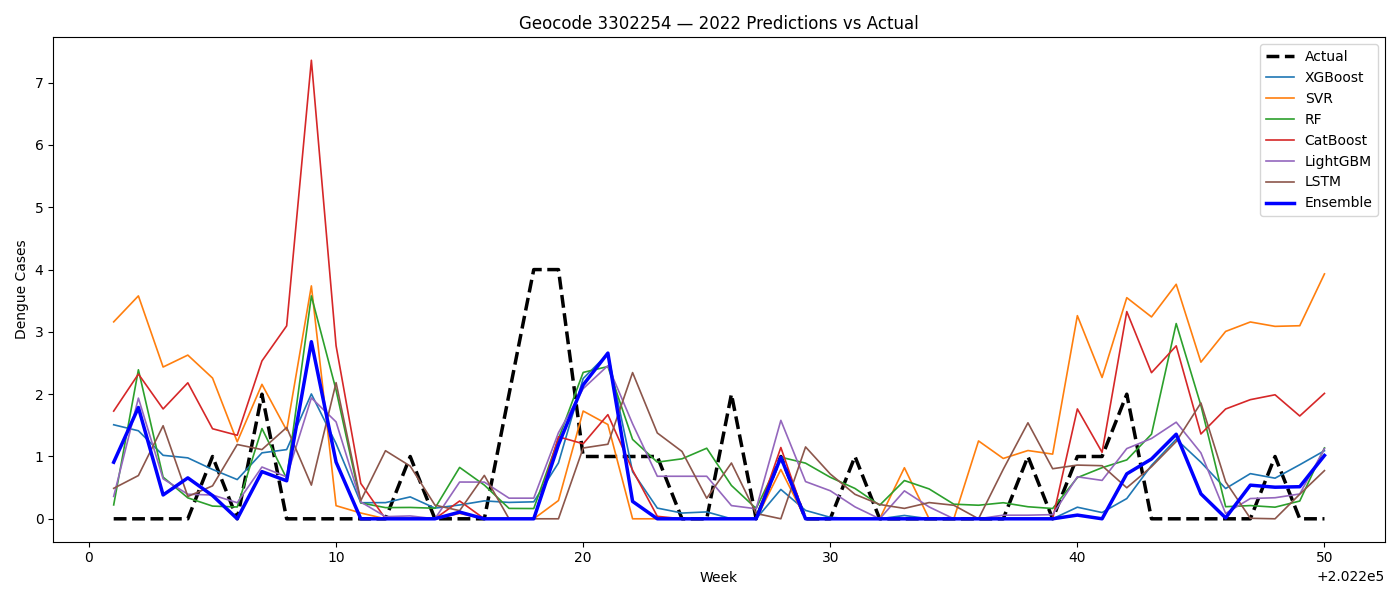 Geocode 3302254 — 2022 Predictions vs Actual
Dengue Cases
7
6
5
4
3
2
1
0
Actual
XGBoost
SVR
RF
CatBoost
LightGBM
LSTM
Ensemble
0 10 20 30 40 50
Week
+2.022e5